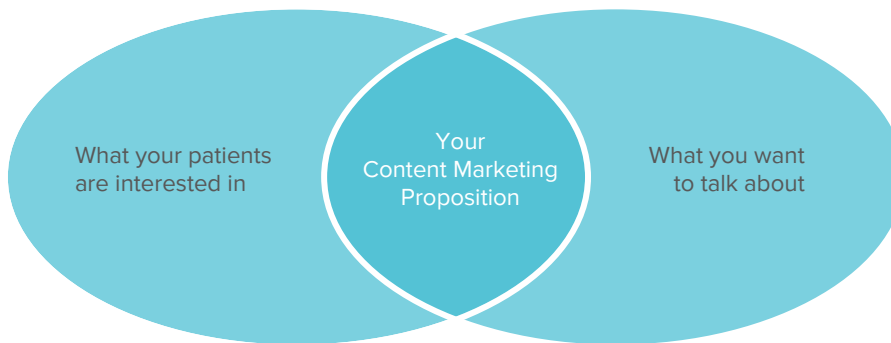 What your patients
are interested in
Your
Content Marketing
Proposition
What you want
to talk about